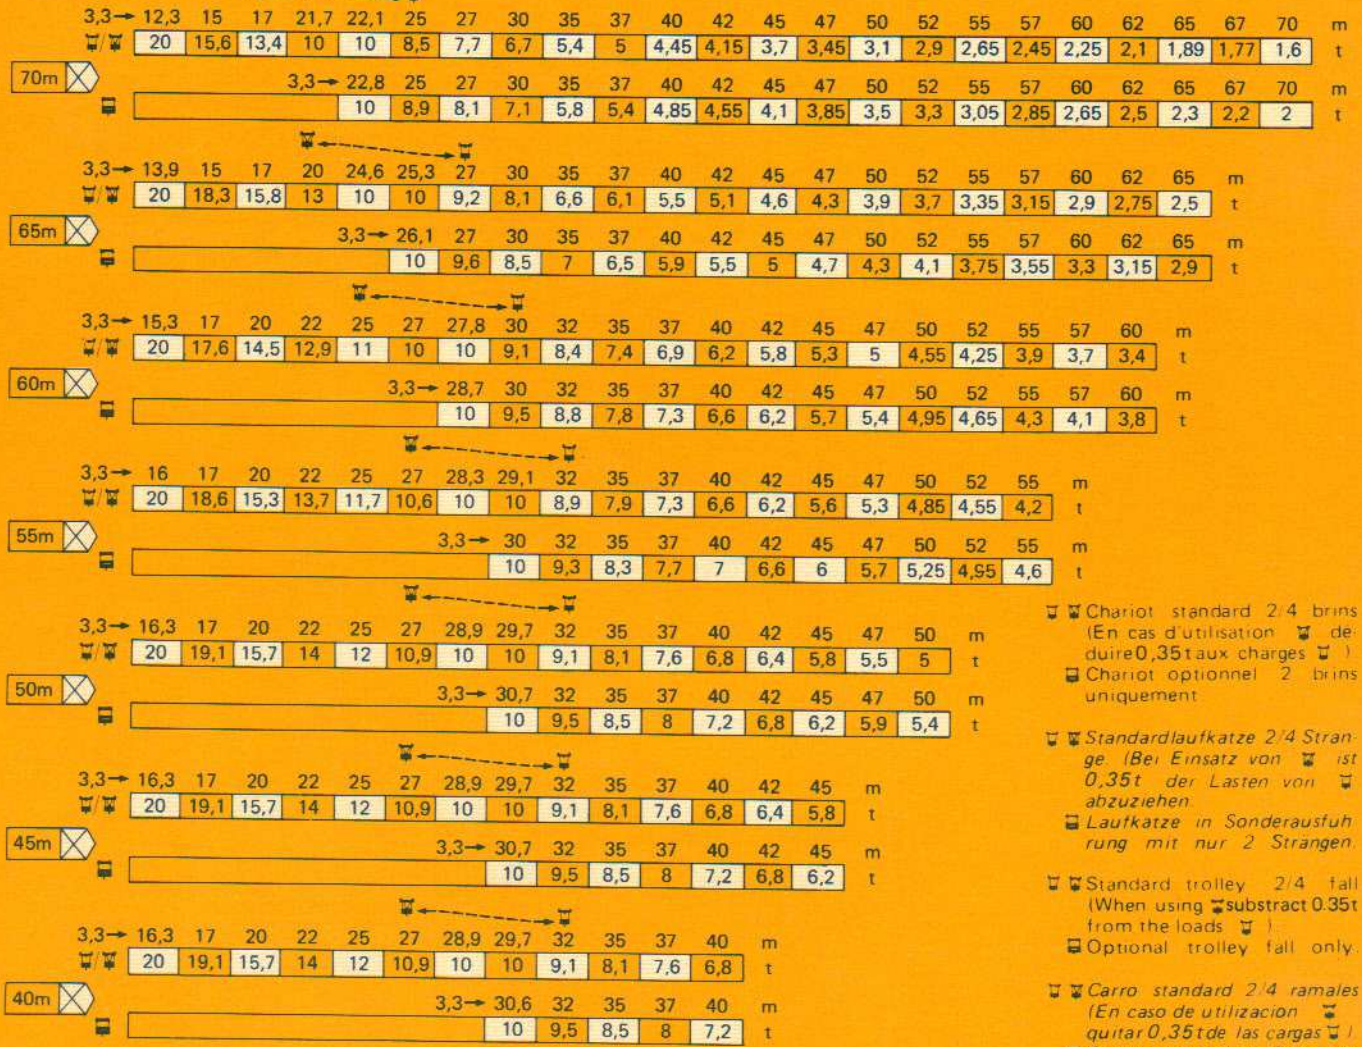 3,3→ 12,3 15 17 21,7 22,1 25 27 30 35 37 40 42 45 47 50 52 55 57 60 62 65 67 70 m
20 15,6 13,4 10 10 8,5 7,7 6,7 5,4 5 4,45 4,15 3,7 3,45 3,1 2,9 2,65 2,45 2,25 2,1 1,89 1,77 1,6 t
70m
3,3→ 22,8 25 27 30 35 37 40 42 45 47 50 52 55 57 60 62 65 67 70 m
10 8,9 8,1 7,1 5,8 5,4 4,85 4,55 4,1 3,85 3,5 3,3 3,05 2,85 2,65 2,5 2,3 2,2 2 t
3,3→ 13,9 15 17 20 24,6 25,3 27 30 35 37 40 42 45 47 50 52 55 57 60 62 65 m
20 18,3 15,8 13 10 10 9,2 8,1 6,6 6,1 5,5 5,1 4,6 4,3 3,9 3,7 3,35 3,15 2,9 2,75 2,5 t
65m
3,3→ 26,1 27 30 35 37 40 42 45 47 50 52 55 57 60 62 65 m
10 9,6 8,5 7 6,5 5,9 5,5 5 4,7 4,3 4,1 3,75 3,55 3,3 3,15 2,9 t
3,3→ 15,3 17 20 22 25 27 27,8 30 32 35 37 40 42 45 47 50 52 55 57 60 m
20 17,6 14,5 12,9 11 10 10 9,1 8,4 7,4 6,9 6,2 5,8 5,3 5 4,55 4,25 3,9 3,7 3,4 t
60m
3,3→ 28,7 30 32 35 37 40 42 45 47 50 52 55 57 60 m
10 9,5 8,8 7,8 7,3 6,6 6,2 5,7 5,4 4,95 4,65 4,3 4,1 3,8 t
3,3→ 16 17 20 22 25 27 28,3 29,1 32 35 37 40 42 45 47 50 52 55 m
20 18,6 15,3 13,7 11,7 10,6 10 10 8,9 7,9 7,3 6,6 6,2 5,6 5,3 4,85 4,55 4,2 t
55m
3,3→ 30 32 35 37 40 42 45 47 50 52 55 m
10 9,3 8,3 7,7 7 6,6 6 5,7 5,25 4,95 4,6 t
3,3→ 16,3 17 20 22 25 27 28,9 29,7 32 35 37 40 42 45 47 50 m
20 19,1 15,7 14 12 10,9 10 10 9,1 8,1 7,6 6,8 6,4 5,8 5,5 5 t
50m
3,3→ 30,7 32 35 37 40 42 45 47 50 m
10 9,5 8,5 8 7,2 6,8 6,2 5,9 5,4 t
3,3→ 16,3 17 20 22 25 27 28,9 29,7 32 35 37 40 42 45 m
20 19,1 15,7 14 12 10,9 10 10 9,1 8,1 7,6 6,8 6,4 5,8 t
45m
3,3→ 30,7 32 35 37 40 42 45 m
10 9,5 8,5 8 7,2 6,8 6,2 t
3,3→ 16,3 17 20 22 25 27 28,9 29,7 32 35 37 40 m
20 19,1 15,7 14 12 10,9 10 10 9,1 8,1 7,6 6,8 t
40m
3,3→ 30,6 32 35 37 40 m
10 9,5 8,5 8 7,2 t
Chariot standard 2/4 brins
(En cas d'utilisation de-
duire 0,35t aux charges )
Chariot optionnel 2 brins
uniquement
Standardlaufkatze 2/4 Stran-
ge. (Bei Einsatz von ist
0,35t der Lasten von
abzuziehen.
Laufkatze in Sonderausfuh
rung mit nur 2 Strangen.
Standard trolley 2/4 fall
(When using substract 0.35t
from the loads )
Optional trolley fall only.
Carro standard 2/4 ramales
(En caso de utilizacion
quitar 0,35t de las cargas )